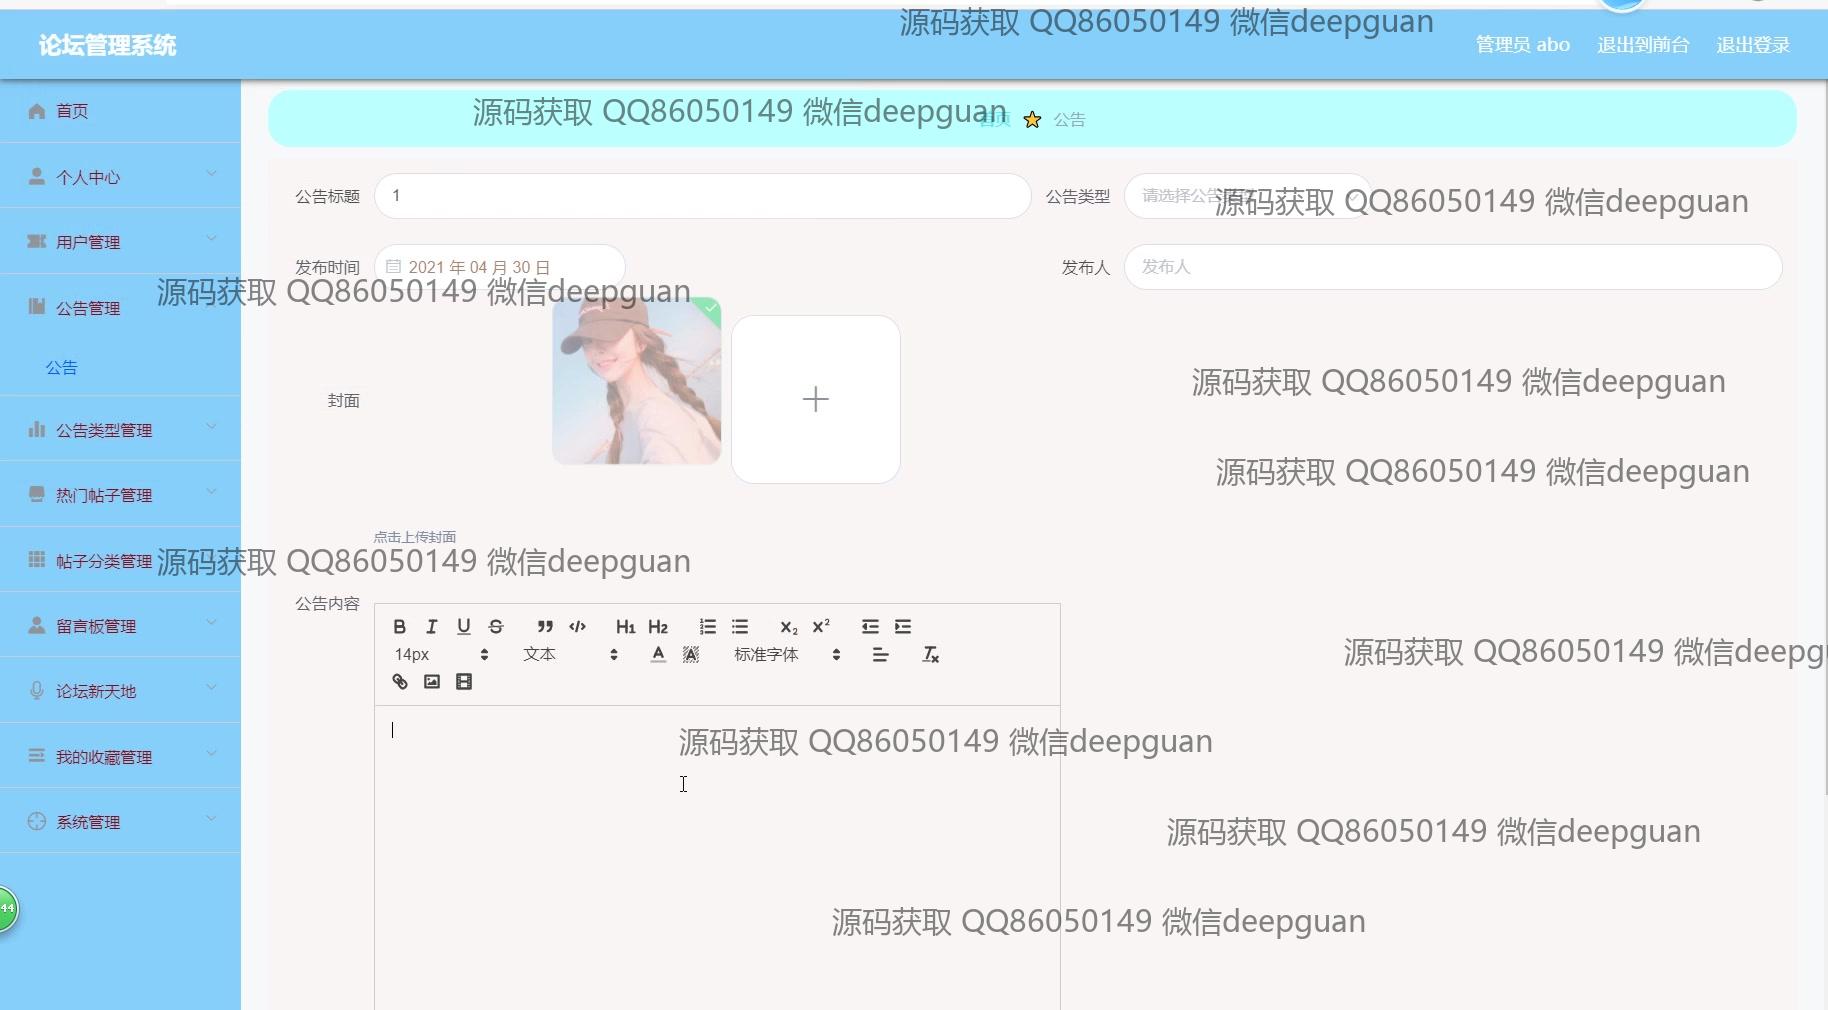 源码获取 QQ86050149 微信deepguan
论坛管理系统
管理员 abo
退出到前台
退出登录
源码获取 QQ86050149 微信deepguan
首页
公告
首页
个人中心
用户管理
公告管理
公告
公告类型管理
热门帖子管理
帖子分类管理
留言板管理
论坛新天地
我的收藏管理
系统管理
44
公告标题
1
公告类型
请选择公告
源码获取 QQ86050149 微信deepguan
发布时间
2021 年 04 月 30 日
发布人
发布人
源码获取 QQ86050149 微信deepguan
封面
源码获取 QQ86050149 微信deepguan
源码获取 QQ86050149 微信deepguan
点击上传封面
源码获取 QQ86050149 微信deepguan
公告内容
B I U S H1 H2 X2 X2
14px 文本 A A 标准字体 Tx
源码获取 QQ86050149 微信deepgu
源码获取 QQ86050149 微信deepguan
源码获取 QQ86050149 微信deepguan
源码获取 QQ86050149 微信deepguan